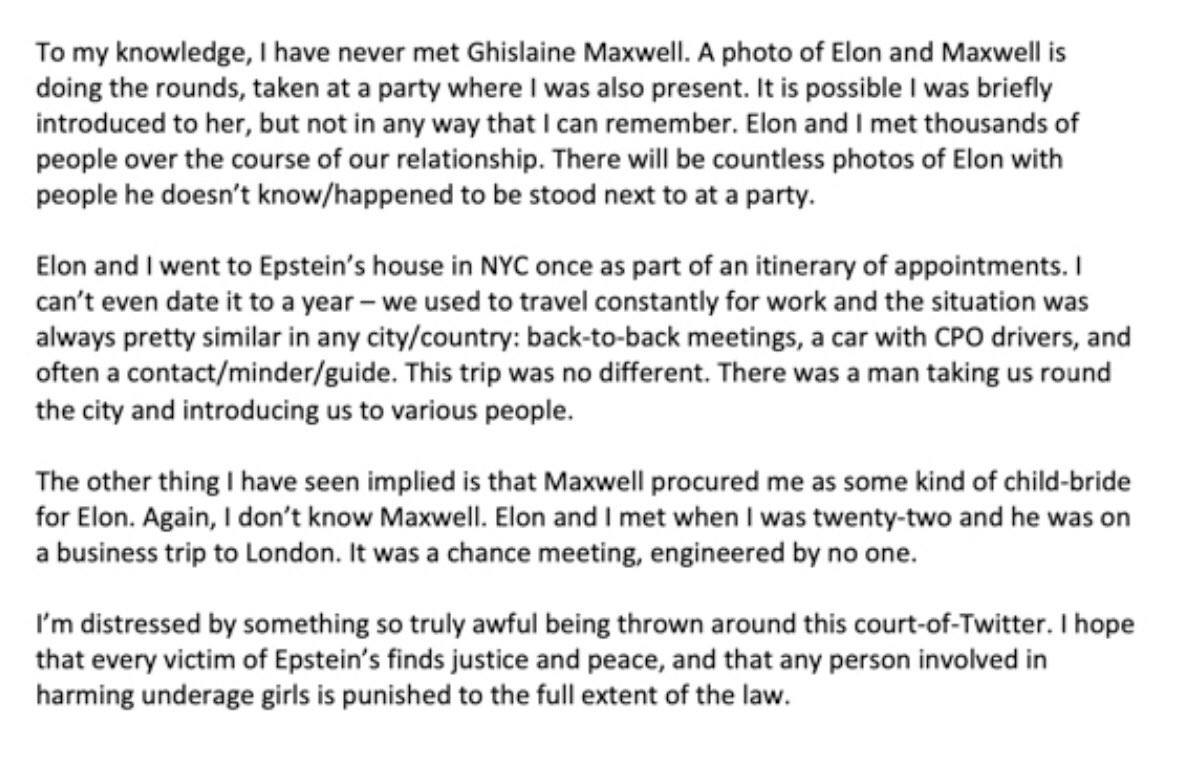 To my knowledge, I have never met Ghislaine Maxwell. A photo of Elon and Maxwell is
doing the rounds, taken at a party where I was also present. It is possible I was briefly
introduced to her, but not in any way that I can remember. Elon and I met thousands of
people over the course of our relationship. There will be countless photos of Elon with
people he doesn’t know/happened to be stood next to at a party.
Elon and I went to Epstein’s house in NYC once as part of an itinerary of appointments. I
can’t even date it to a year – we used to travel constantly for work and the situation was
always pretty similar in any city/country: back-to-back meetings, a car with CPO drivers, and
often a contact/minder/guide. This trip was no different. There was a man taking us round
the city and introducing us to various people.
The other thing I have seen implied is that Maxwell procured me as some kind of child-bride
for Elon. Again, I don’t know Maxwell. Elon and I met when I was twenty-two and he was on
a business trip to London. It was a chance meeting, engineered by no one.
I’m distressed by something so truly awful being thrown around this court-of-Twitter. I hope
that every victim of Epstein’s finds justice and peace, and that any person involved in
harming underage girls is punished to the full extent of the law.